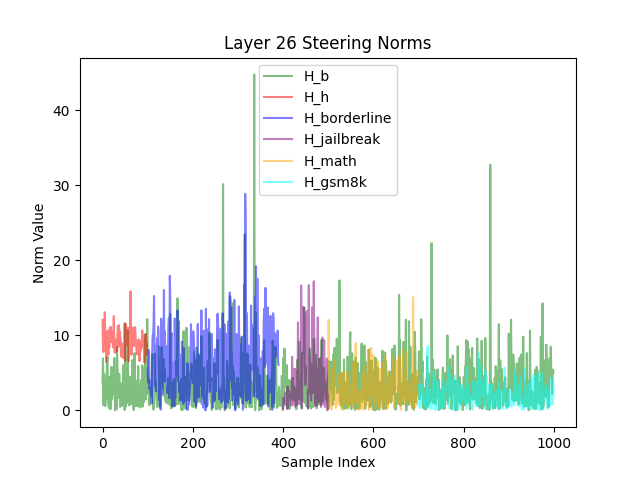 Layer 26 Steering Norms
H_b
H_h
H_borderline
H_jailbreak
H_math
H_gsm8k
Norm Value
40
30
20
10
0
0
200
400
600
800
1000
Sample Index